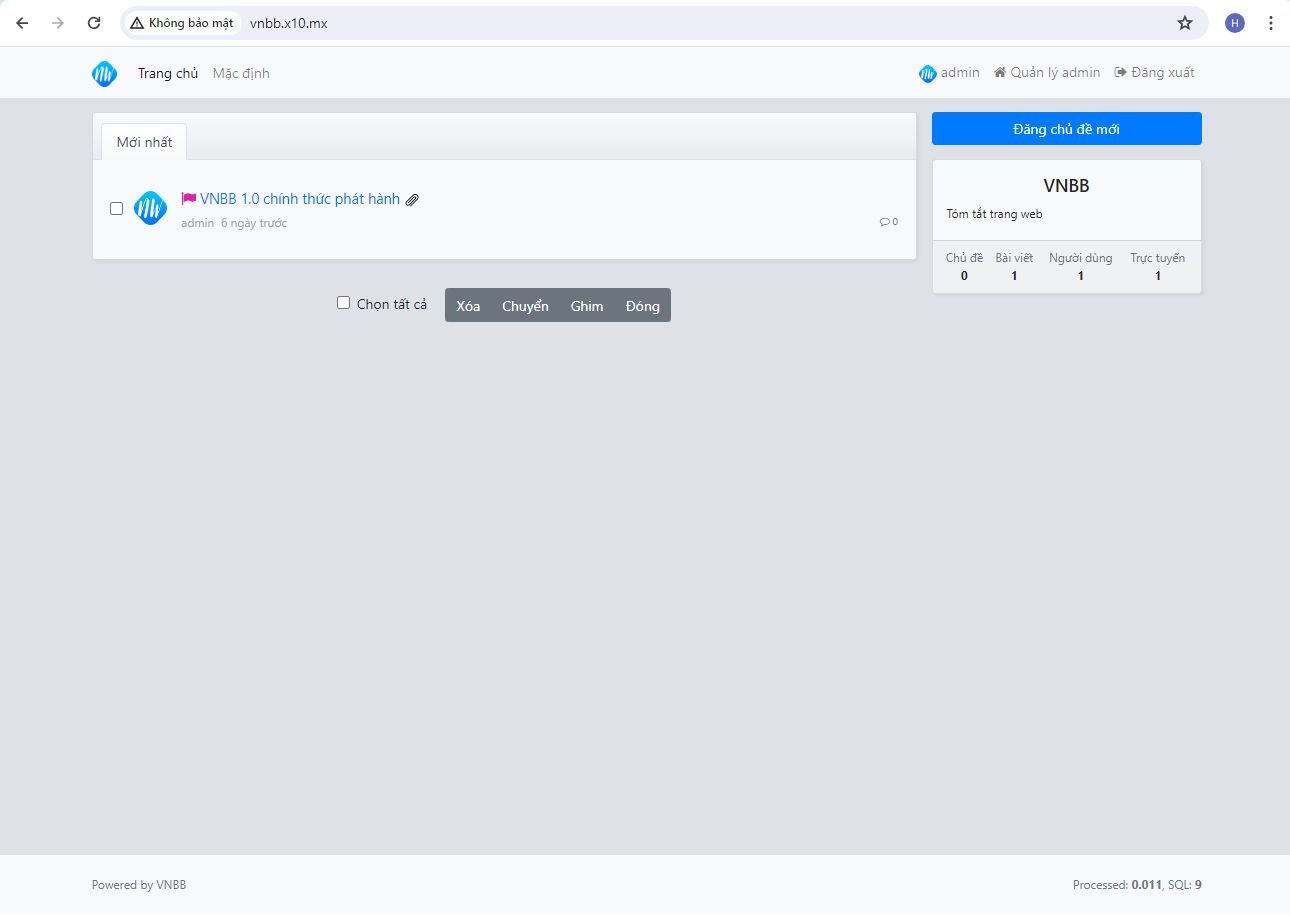 Không bảo mật vnbb.x10.mx H
Trang chủ Mặc định admin Quản lý admin Đăng xuất
Mới nhất
VNBB 1.0 chính thức phát hành
admin 6 ngày trước 0
Chọn tất cả Xóa Chuyển Ghim Đóng
Đăng chủ đề mới
VNBB
Tóm tắt trang web
Chủ đề Bài viết Người dùng Trực tuyến
0 1 1 1
Powered by VNBB Processed: 0.011, SQL: 9